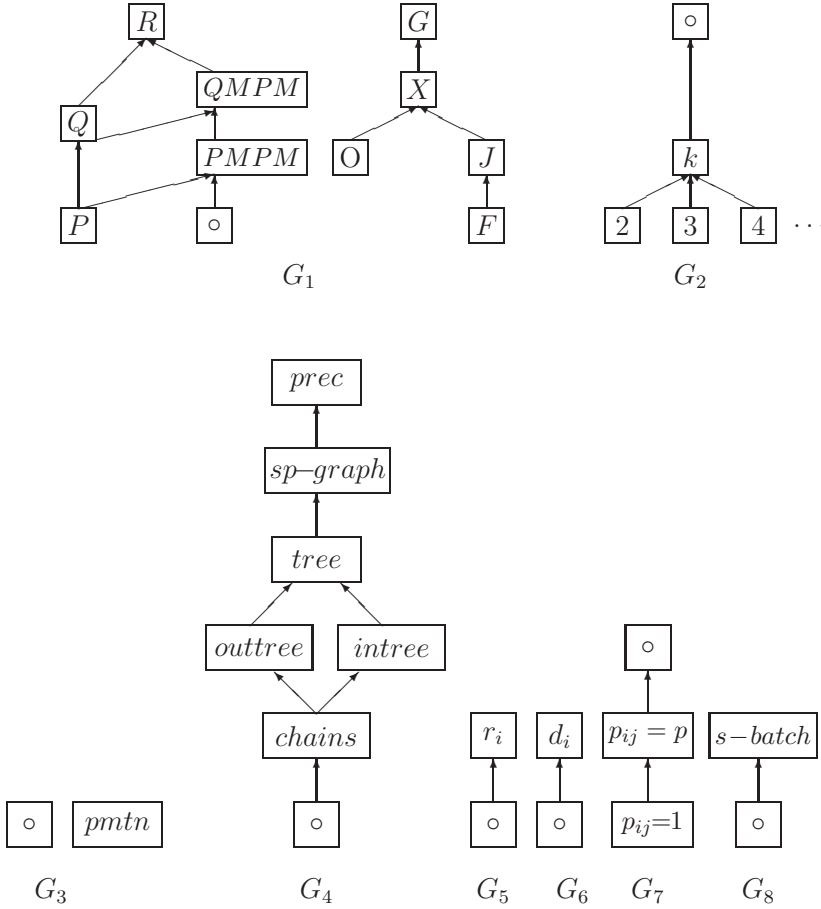 R G ∘
QMPM X
Q
PMPM O J k
P ∘ F 2 3 4 ...
G1 G2
prec
sp–graph
tree
outtree intree ∘
chains r_i d_i p_ij = p s–batch
∘ pmtn ∘ ∘ ∘ p_ij=1 ∘
G3 G4 G5 G6 G7 G8